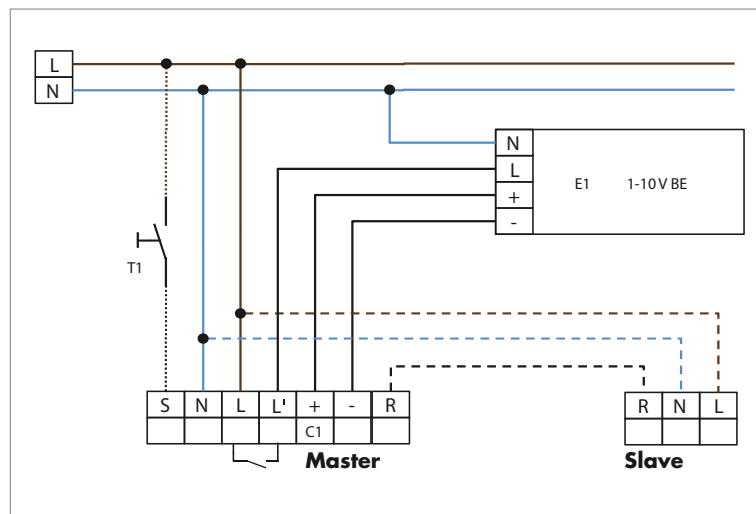 L
N
N
L
E1 1-10 V BE
+
-
T1
S N L L' + - R
C1
R N L
Master
Slave